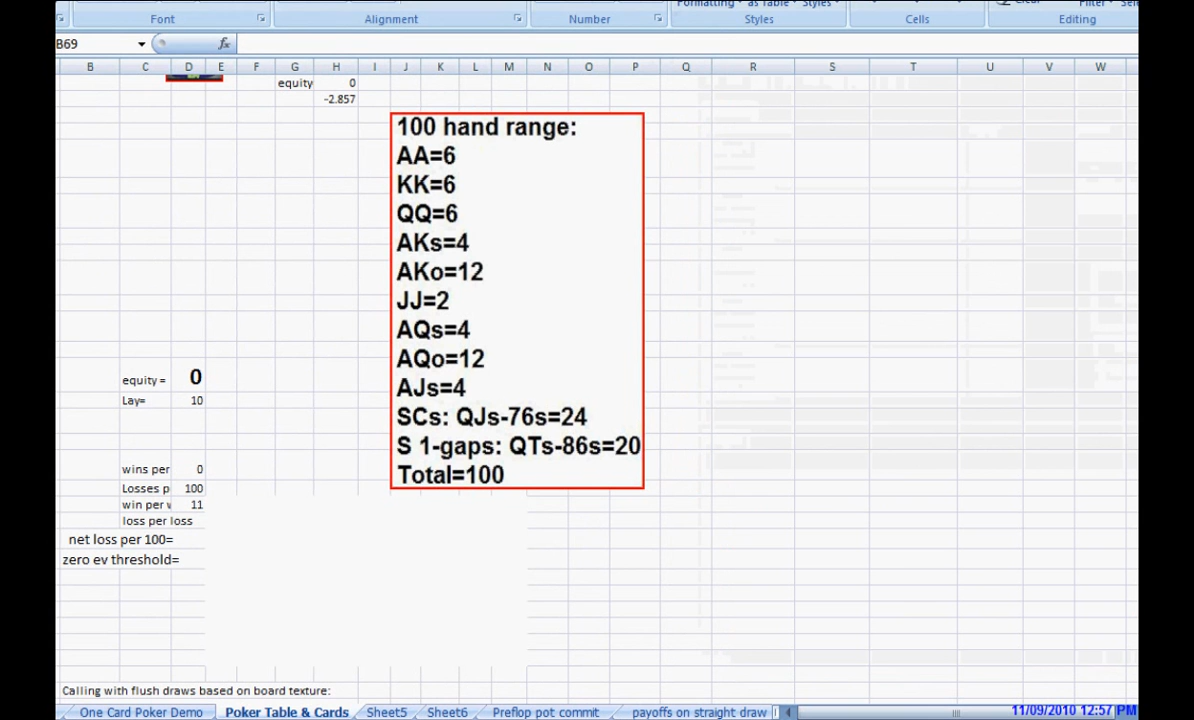 Formatting as Table Styles
Font Alignment Number Styles Cells Editing
B69 fx
B C D E F G H I J K L M N O P Q R S T U V W
equity 0
-2.857
100 hand range:
AA=6
KK=6
QQ=6
AKs=4
AKo=12
JJ=2
AQs=4
AQo=12
AJs=4
SCs: QJs-76s=24
S 1-gaps: QTs-86s=20
Total=100
equity = 0
Lay= 10
wins per 0
Losses p 100
win per w 11
loss per loss
net loss per 100=
zero ev threshold=
Calling with flush draws based on board texture:
One Card Poker Demo Poker Table & Cards Sheet5 Sheet6 Preflop pot commit payoffs on straight draw
11/09/2010 12:57 PM